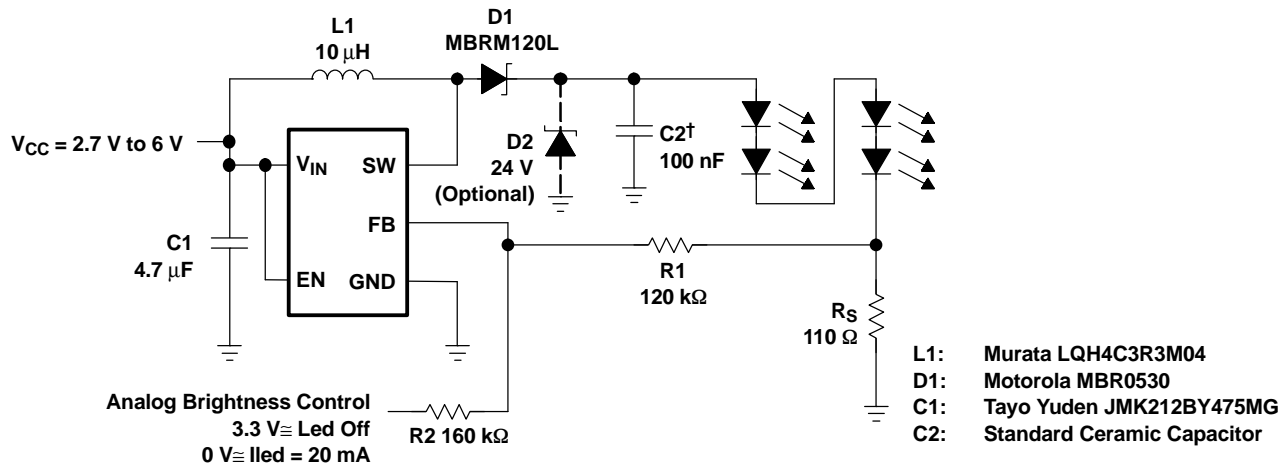 D1
MBRM120L
L1
10 μH
VCC = 2.7 V to 6 V
VIN
SW
D2
24 V
(Optional)
C2†
100 nF
FB
C1
4.7 μF
EN
GND
R1
120 kΩ
RS
110 Ω
Analog Brightness Control
3.3 V≅ Led Off
0 V≅ Iled = 20 mA
R2 160 kΩ
L1: Murata LQH4C3R3M04
D1: Motorola MBR0530
C1: Tayo Yuden JMK212BY475MG
C2: Standard Ceramic Capacitor